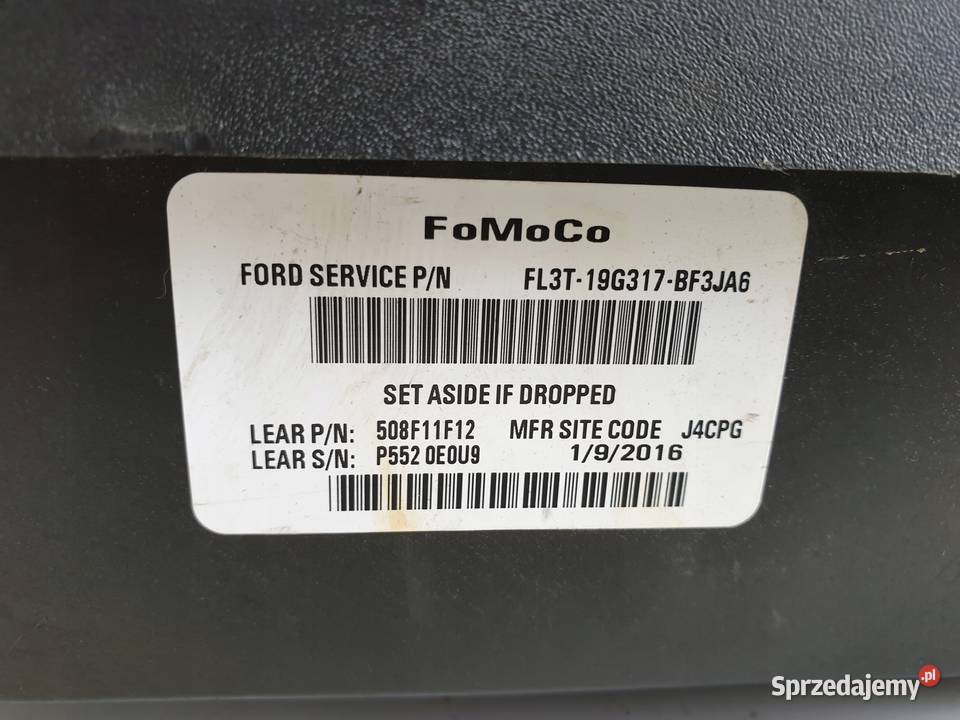 FoMoCo
FORD SERVICE P/N FL3T-19G317-BF3JA6
SET ASIDE IF DROPPED
LEAR P/N: 508F11F12 MFR SITE CODE J4CPG
LEAR S/N: P552 0E0U9 1/9/2016
Sprzedajemy.pl